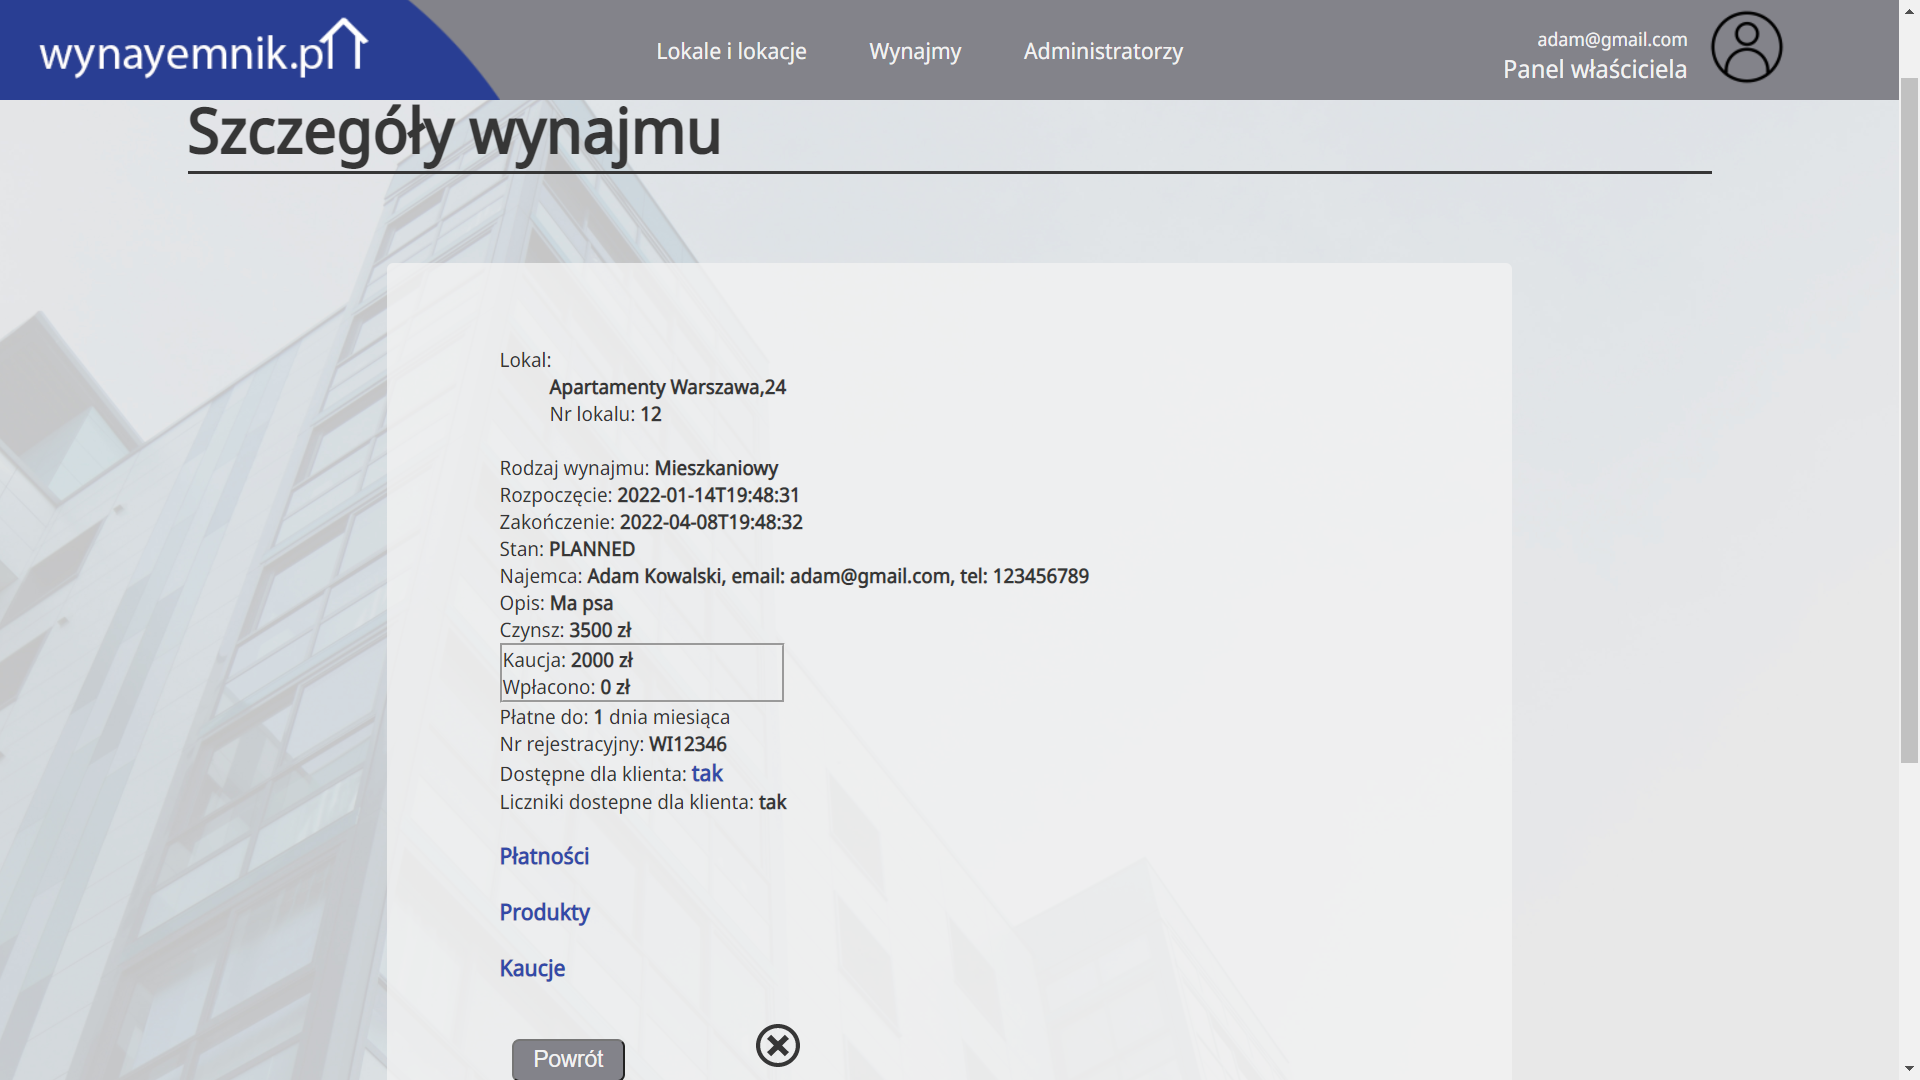 wynayemnik.pl
Lokale i lokacje
Wynajmy
Administratorzy
adam@gmail.com
Panel właściciela
Szczegóły wynajmu
Lokal:
Apartamenty Warszawa,24
Nr lokalu: 12
Rodzaj wynajmu: Mieszkaniowy
Rozpoczęcie: 2022-01-14T19:48:31
Zakończenie: 2022-04-08T19:48:32
Stan: PLANNED
Najemca: Adam Kowalski, email: adam@gmail.com, tel: 123456789
Opis: Ma psa
Czynsz: 3500 zł
Kaucja: 2000 zł
Wpłacono: 0 zł
Płatne do: 1 dnia miesiąca
Nr rejestracyjny: WI12346
Dostępne dla klienta: tak
Liczniki dostepne dla klienta: tak
Płatności
Produkty
Kaucje
Powrót